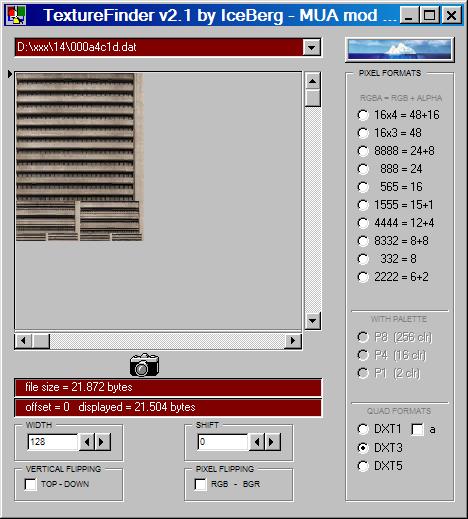 TextureFinder v2.1 by IceBerg - MUA mod ...
D:\xxx\14\000a4c1d.dat
PIXEL FORMATS
RGBA = RGB + ALPHA
16x4 = 48+16
16x3 = 48
8888 = 24+8
888 = 24
565 = 16
1555 = 15+1
4444 = 12+4
8332 = 8+8
332 = 8
2222 = 6+2
WITH PALETTE
P8 (256 clr)
P4 (16 clr)
P1 (2 clr)
file size = 21.872 bytes
offset = 0 displayed = 21.504 bytes
QUAD FORMATS
DXT1 a
DXT3
DXT5
WIDTH
128
SHIFT
0
VERTICAL FLIPPING
TOP - DOWN
PIXEL FLIPPING
RGB - BGR